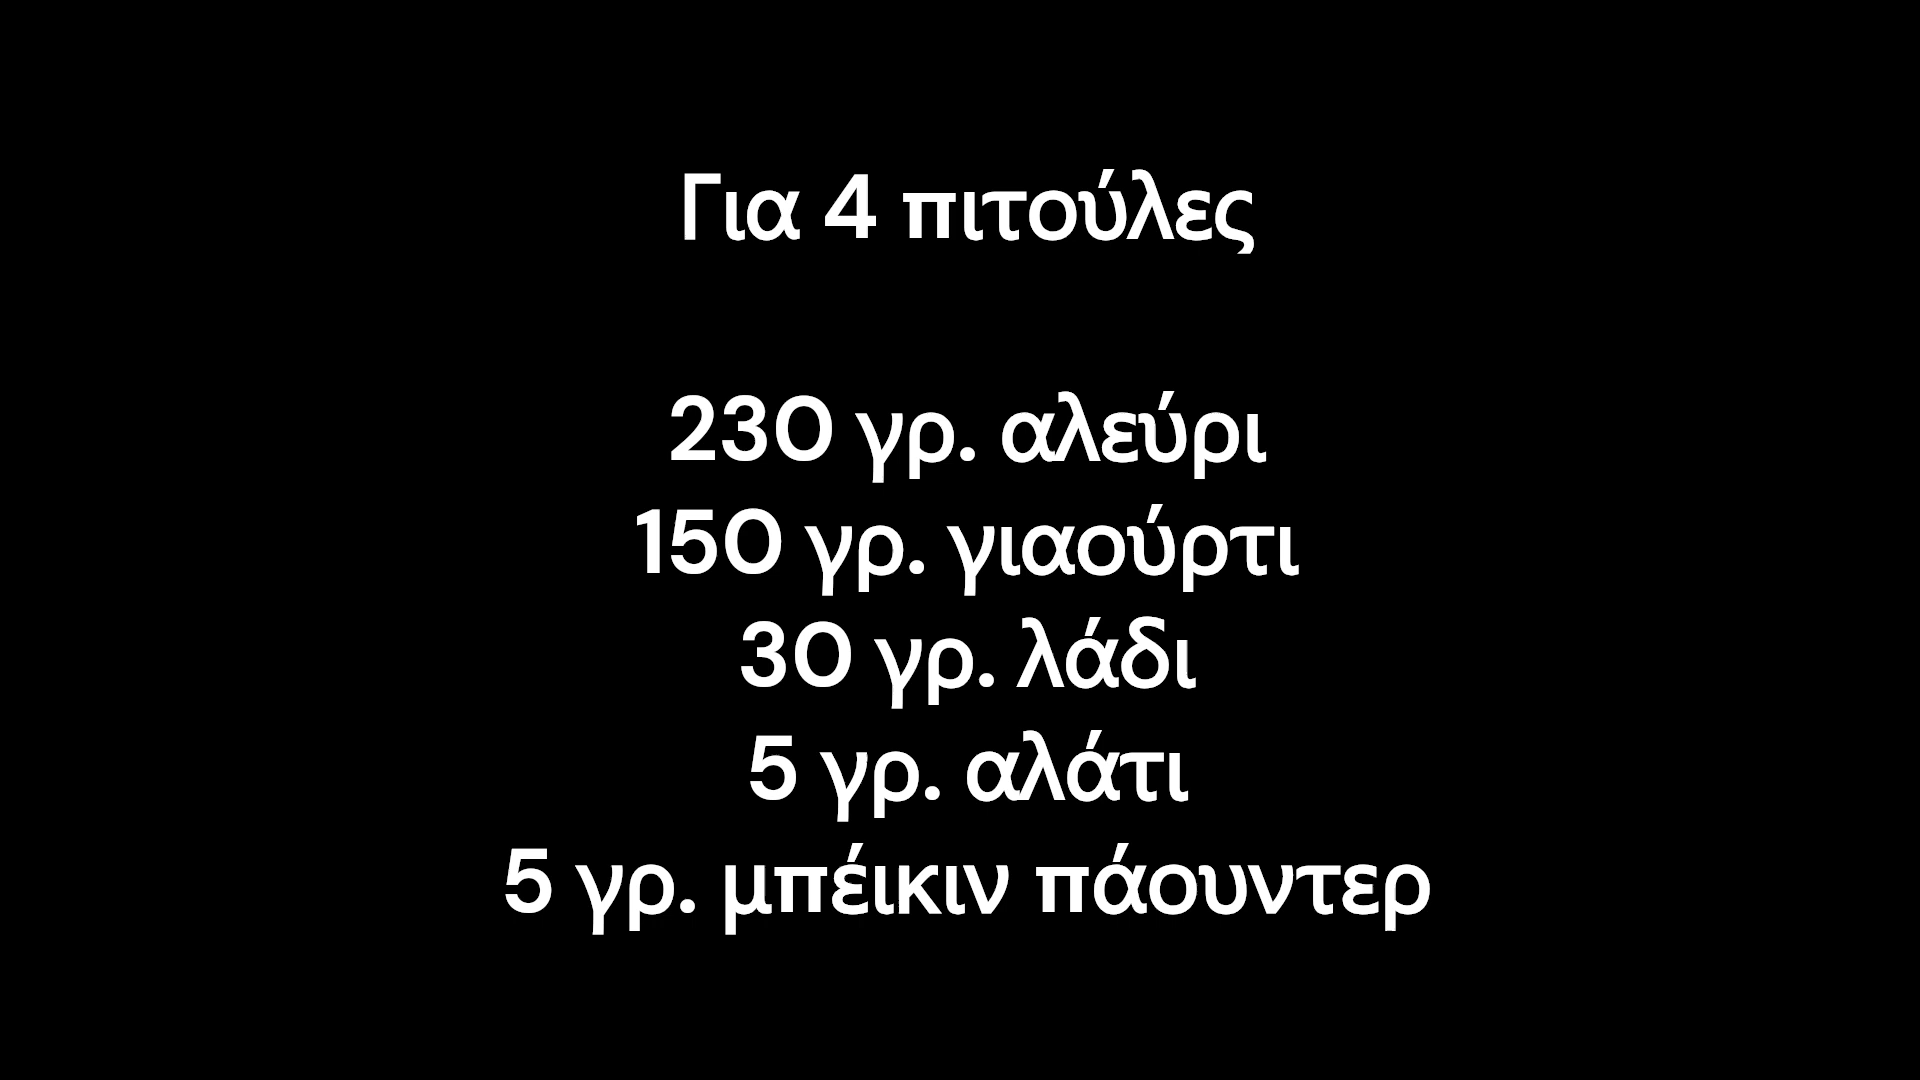 Για 4 πιτούλες
230 γρ. αλεύρι
150 γρ. γιαούρτι
30 γρ. λάδι
5 γρ. αλάτι
5 γρ. μπέικιν πάουντερ